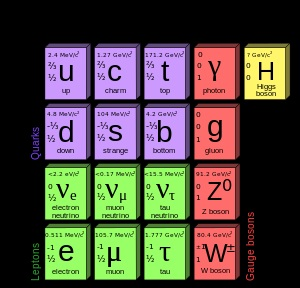 2.4 MeV/c² 1.27 GeV/c² 171.2 GeV/c² 0 ? GeV/c²
⅔ u ⅔ c ⅔ t 0 γ 0 H
½ ½ ½ 1 0
up charm top photon Higgs boson
4.8 MeV/c² 104 MeV/c² 4.2 GeV/c² 0
-⅓ d -⅓ s -⅓ b 0 g
½ ½ ½ 1
down strange bottom gluon
Quarks
<2.2 eV/c² <0.17 MeV/c² <15.5 MeV/c² 91.2 GeV/c²
0 νe 0 νμ 0 ντ 0 Z⁰
½ ½ ½ 1
electron neutrino muon neutrino tau neutrino Z boson
0.511 MeV/c² 105.7 MeV/c² 1.777 GeV/c² 80.4 GeV/c²
-1 e -1 μ -1 τ ±1 W±
½ ½ ½ 1
electron muon tau W boson
Leptons
Gauge bosons